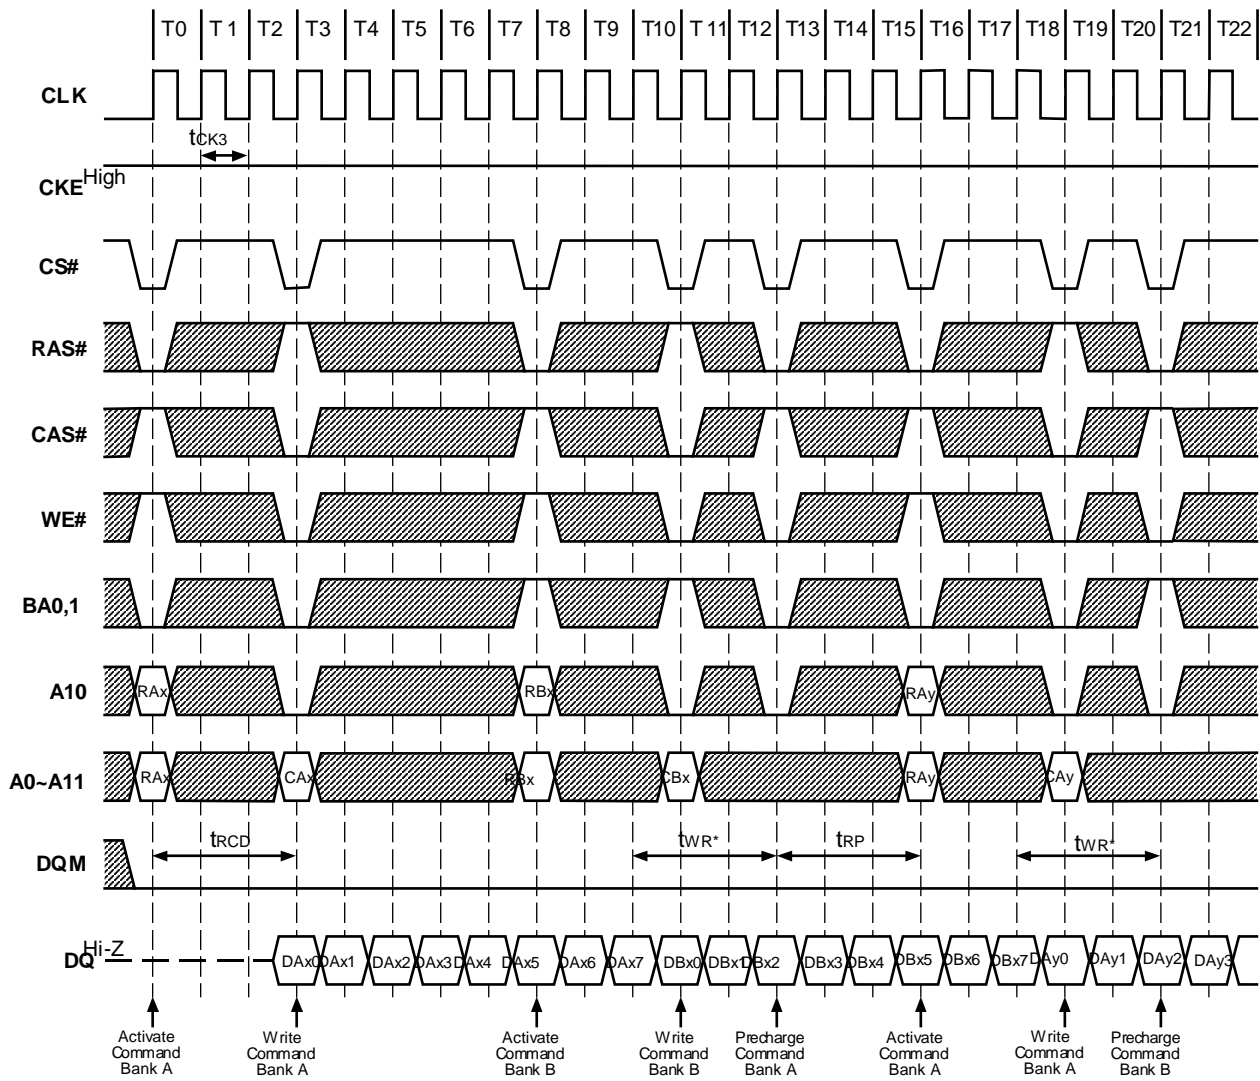 T0 T1 T2 T3 T4 T5 T6 T7 T8 T9 T10 T11 T12 T13 T14 T15 T16 T17 T18 T19 T20 T21 T22
CLK
tCK3
CKE High
CS#
RAS#
CAS#
WE#
BA0,1
A10 RAx RBx RAy
A0~A11 RAx CAx RBx CBx RAy CAy
DQM tRCD tWR* tRP tWR*
DQ Hi-Z DAx0 DAx1 DAx2 DAx3 DAx4 DAx5 DAx6 DAx7 DBx0 DBx1 DBx2 DBx3 DBx4 DBx5 DBx6 DBx7 DAy0 DAy1 DAy2 DAy3
Activate Command Bank A
Write Command Bank A
Activate Command Bank B
Write Command Bank B
Precharge Command Bank A
Activate Command Bank A
Write Command Bank A
Precharge Command Bank B